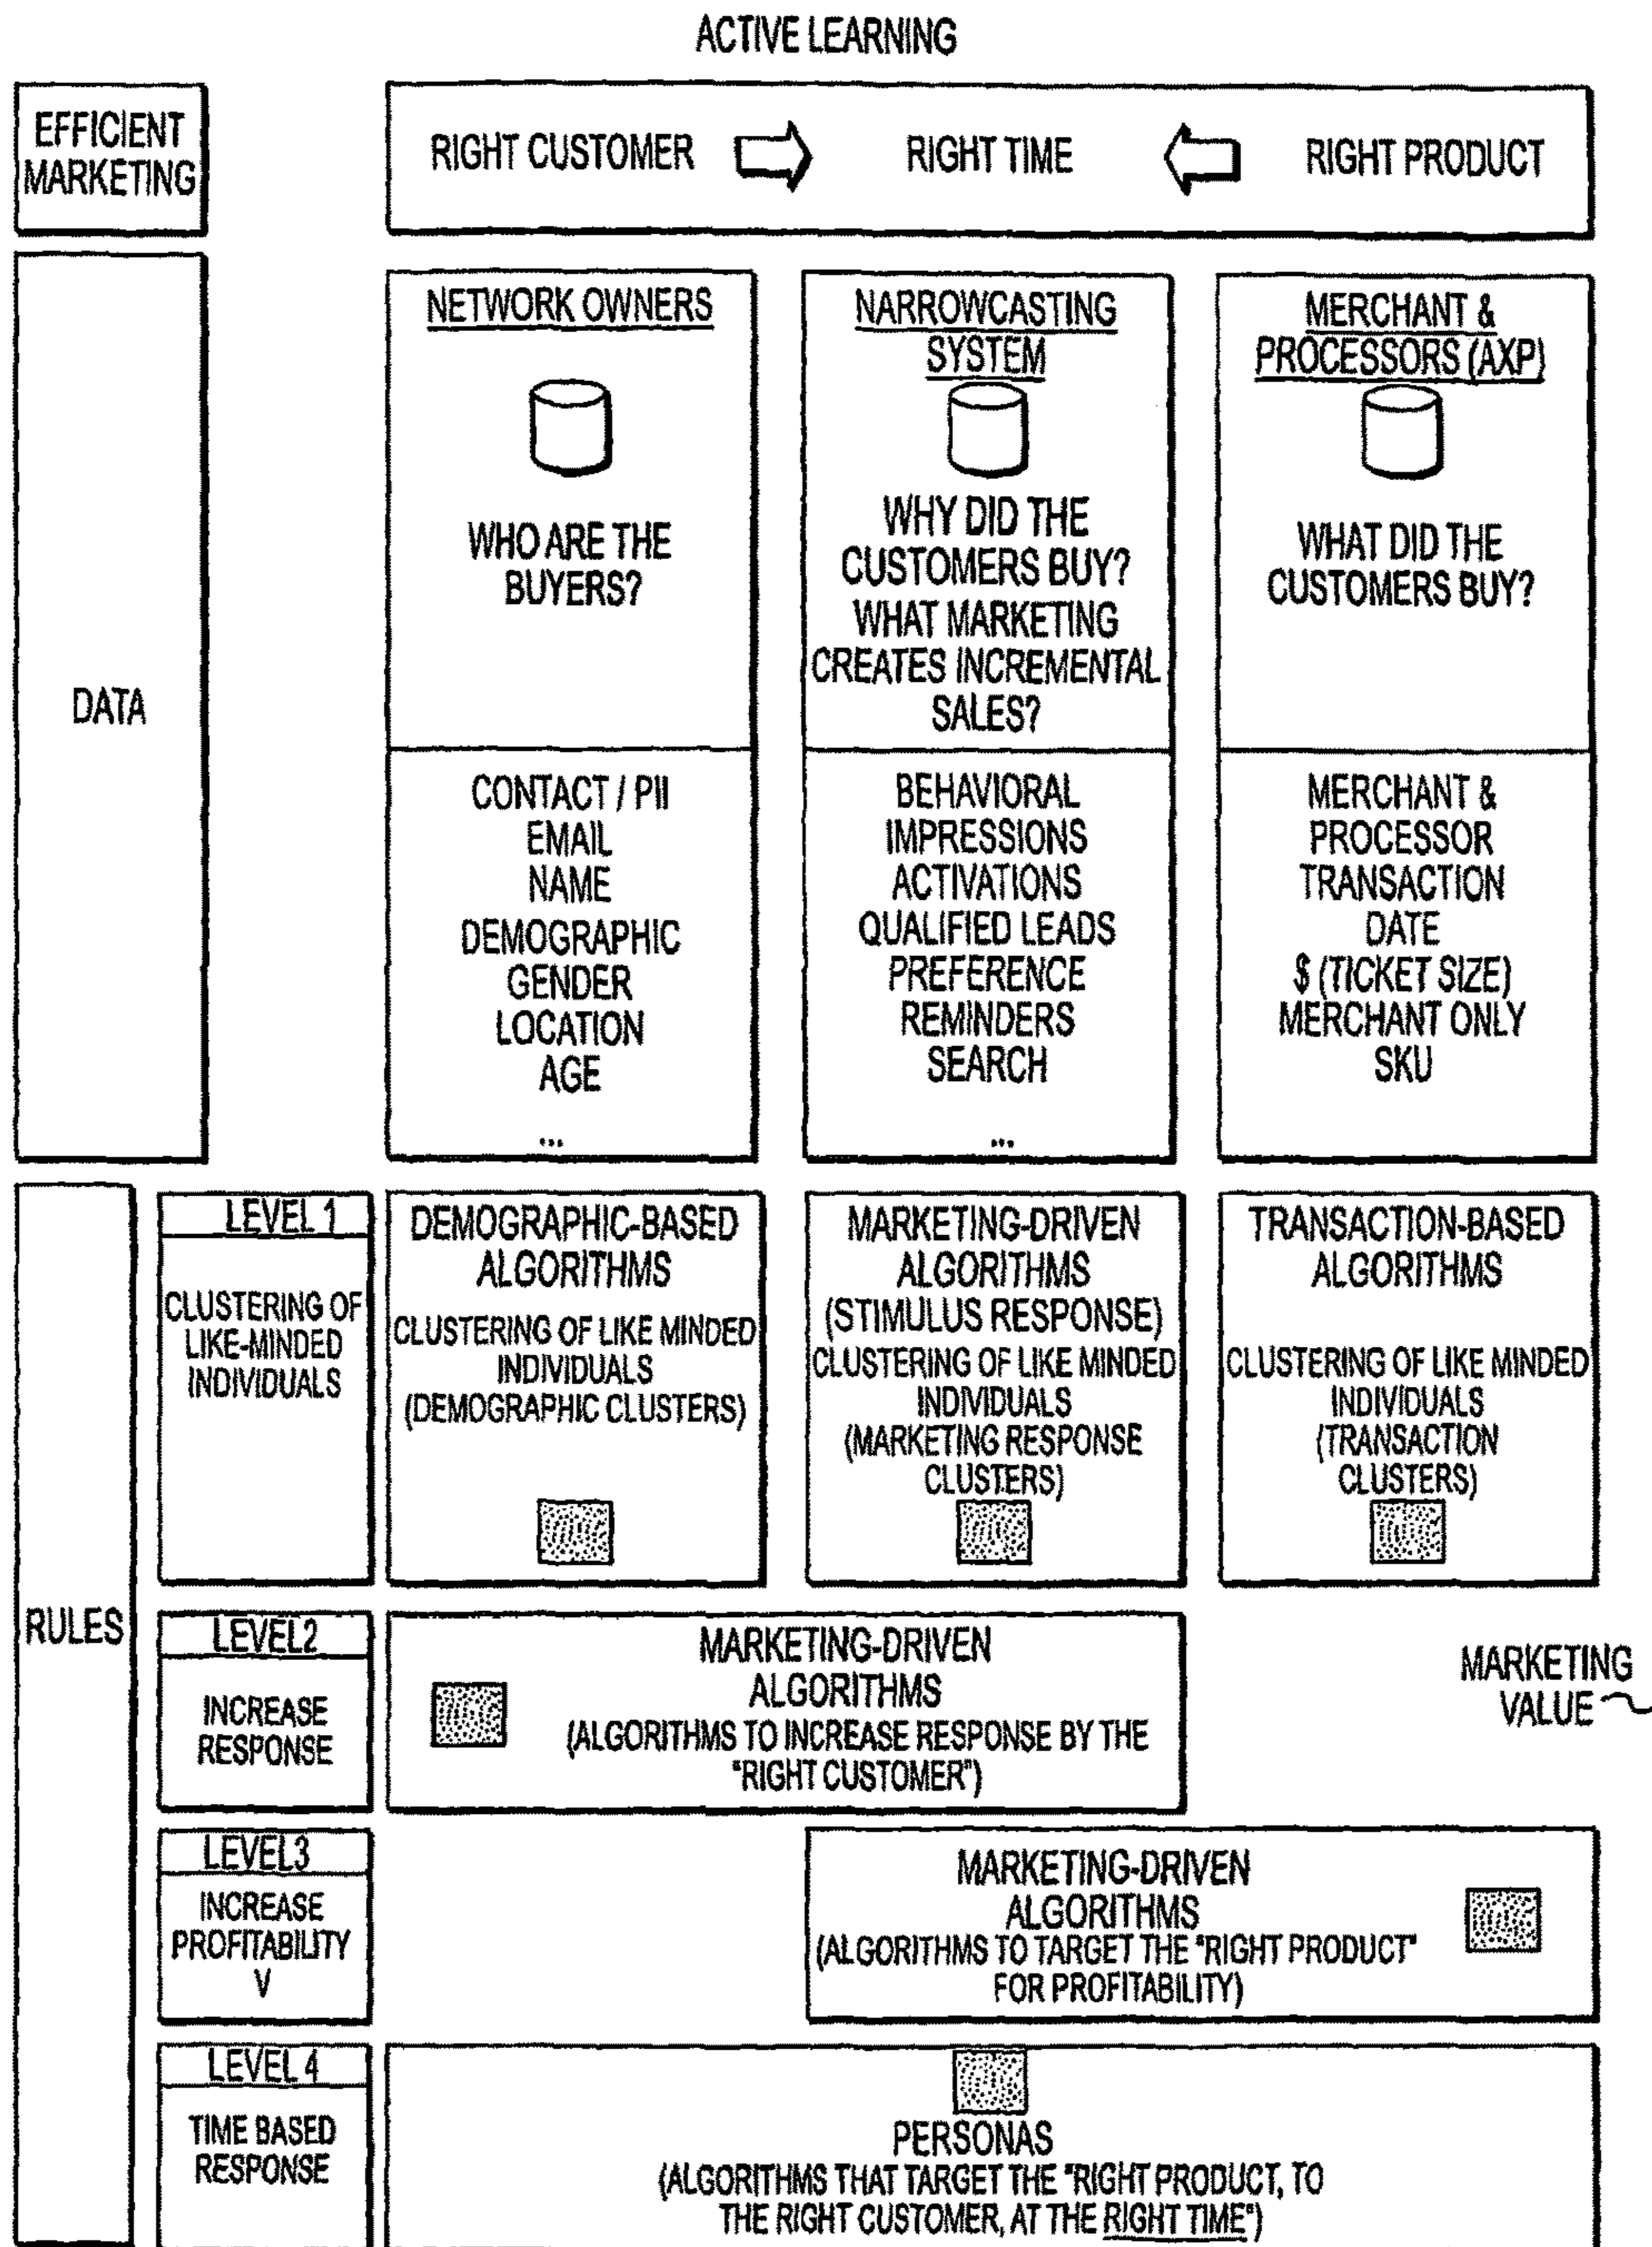 ACTIVE LEARNING
EFFICIENT
MARKETING
RIGHT CUSTOMER
RIGHT TIME
RIGHT PRODUCT
DATA
NETWORK OWNERS
WHO ARE THE
BUYERS?
CONTACT / PII
EMAIL
NAME
DEMOGRAPHIC
GENDER
LOCATION
AGE
...
NARROWCASTING
SYSTEM
WHY DID THE
CUSTOMERS BUY?
WHAT MARKETING
CREATES INCREMENTAL
SALES?
BEHAVIORAL
IMPRESSIONS
ACTIVATIONS
QUALIFIED LEADS
PREFERENCE
REMINDERS
SEARCH
...
MERCHANT &
PROCESSORS (AXP)
WHAT DID THE
CUSTOMERS BUY?
MERCHANT &
PROCESSOR
TRANSACTION
DATE
$ (TICKET SIZE)
MERCHANT ONLY
SKU
RULES
LEVEL 1
CLUSTERING OF
LIKE-MINDED
INDIVIDUALS
DEMOGRAPHIC-BASED
ALGORITHMS
CLUSTERING OF LIKE MINDED
INDIVIDUALS
(DEMOGRAPHIC CLUSTERS)
MARKETING-DRIVEN
ALGORITHMS
(STIMULUS RESPONSE)
CLUSTERING OF LIKE MINDED
INDIVIDUALS
(MARKETING RESPONSE
CLUSTERS)
TRANSACTION-BASED
ALGORITHMS
CLUSTERING OF LIKE MINDED
INDIVIDUALS
(TRANSACTION
CLUSTERS)
LEVEL2
INCREASE
RESPONSE
MARKETING-DRIVEN
ALGORITHMS
(ALGORITHMS TO INCREASE RESPONSE BY THE
"RIGHT CUSTOMER")
MARKETING
VALUE
LEVEL3
INCREASE
PROFITABILITY
V
MARKETING-DRIVEN
ALGORITHMS
(ALGORITHMS TO TARGET THE "RIGHT PRODUCT"
FOR PROFITABILITY)
LEVEL 4
TIME BASED
RESPONSE
PERSONAS
(ALGORITHMS THAT TARGET THE "RIGHT PRODUCT, TO
THE RIGHT CUSTOMER, AT THE RIGHT TIME")